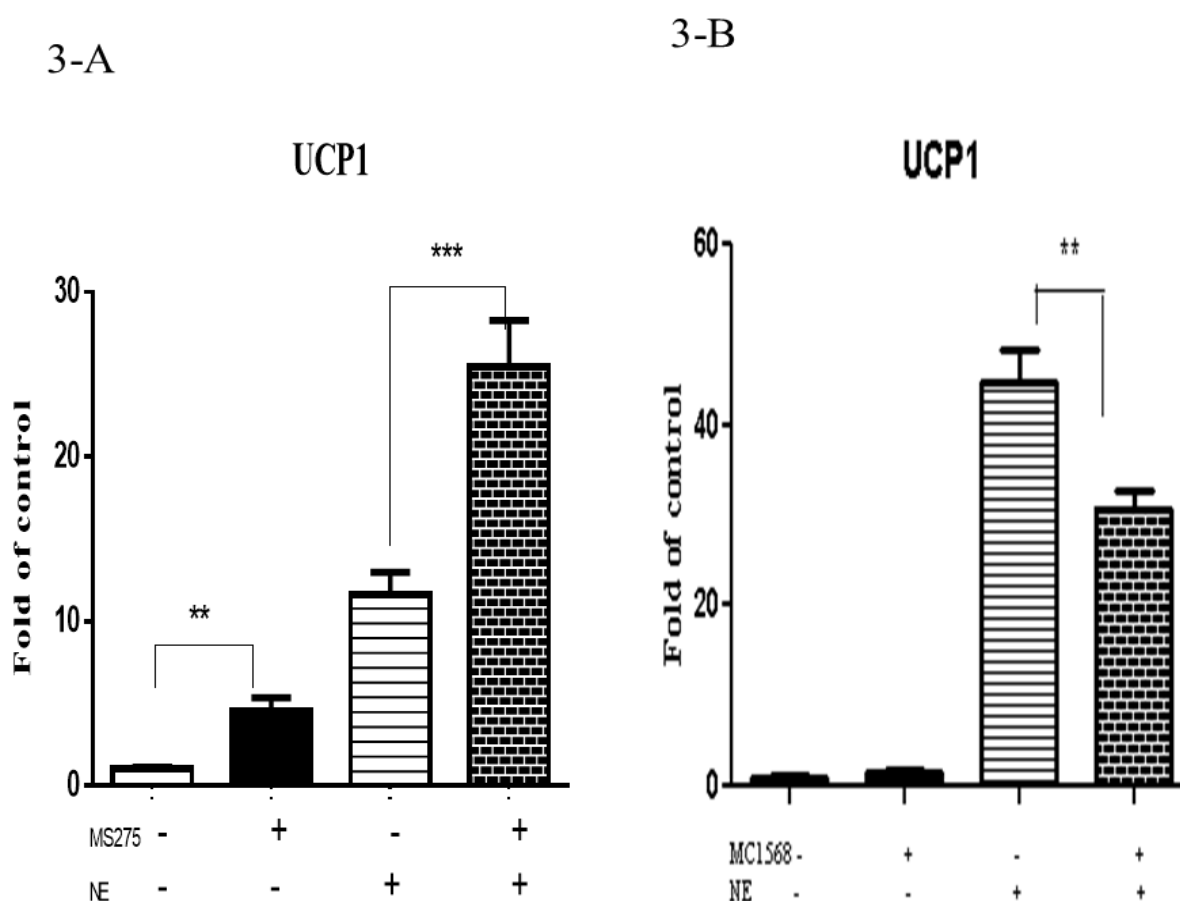 3-A
UCP1
Fold of control
30
20
10
0
**
***
MS275 - + - +
NE - - + +
3-B
UCP1
Fold of control
60
40
20
0
**
MC1568 - + - +
NE - - + +